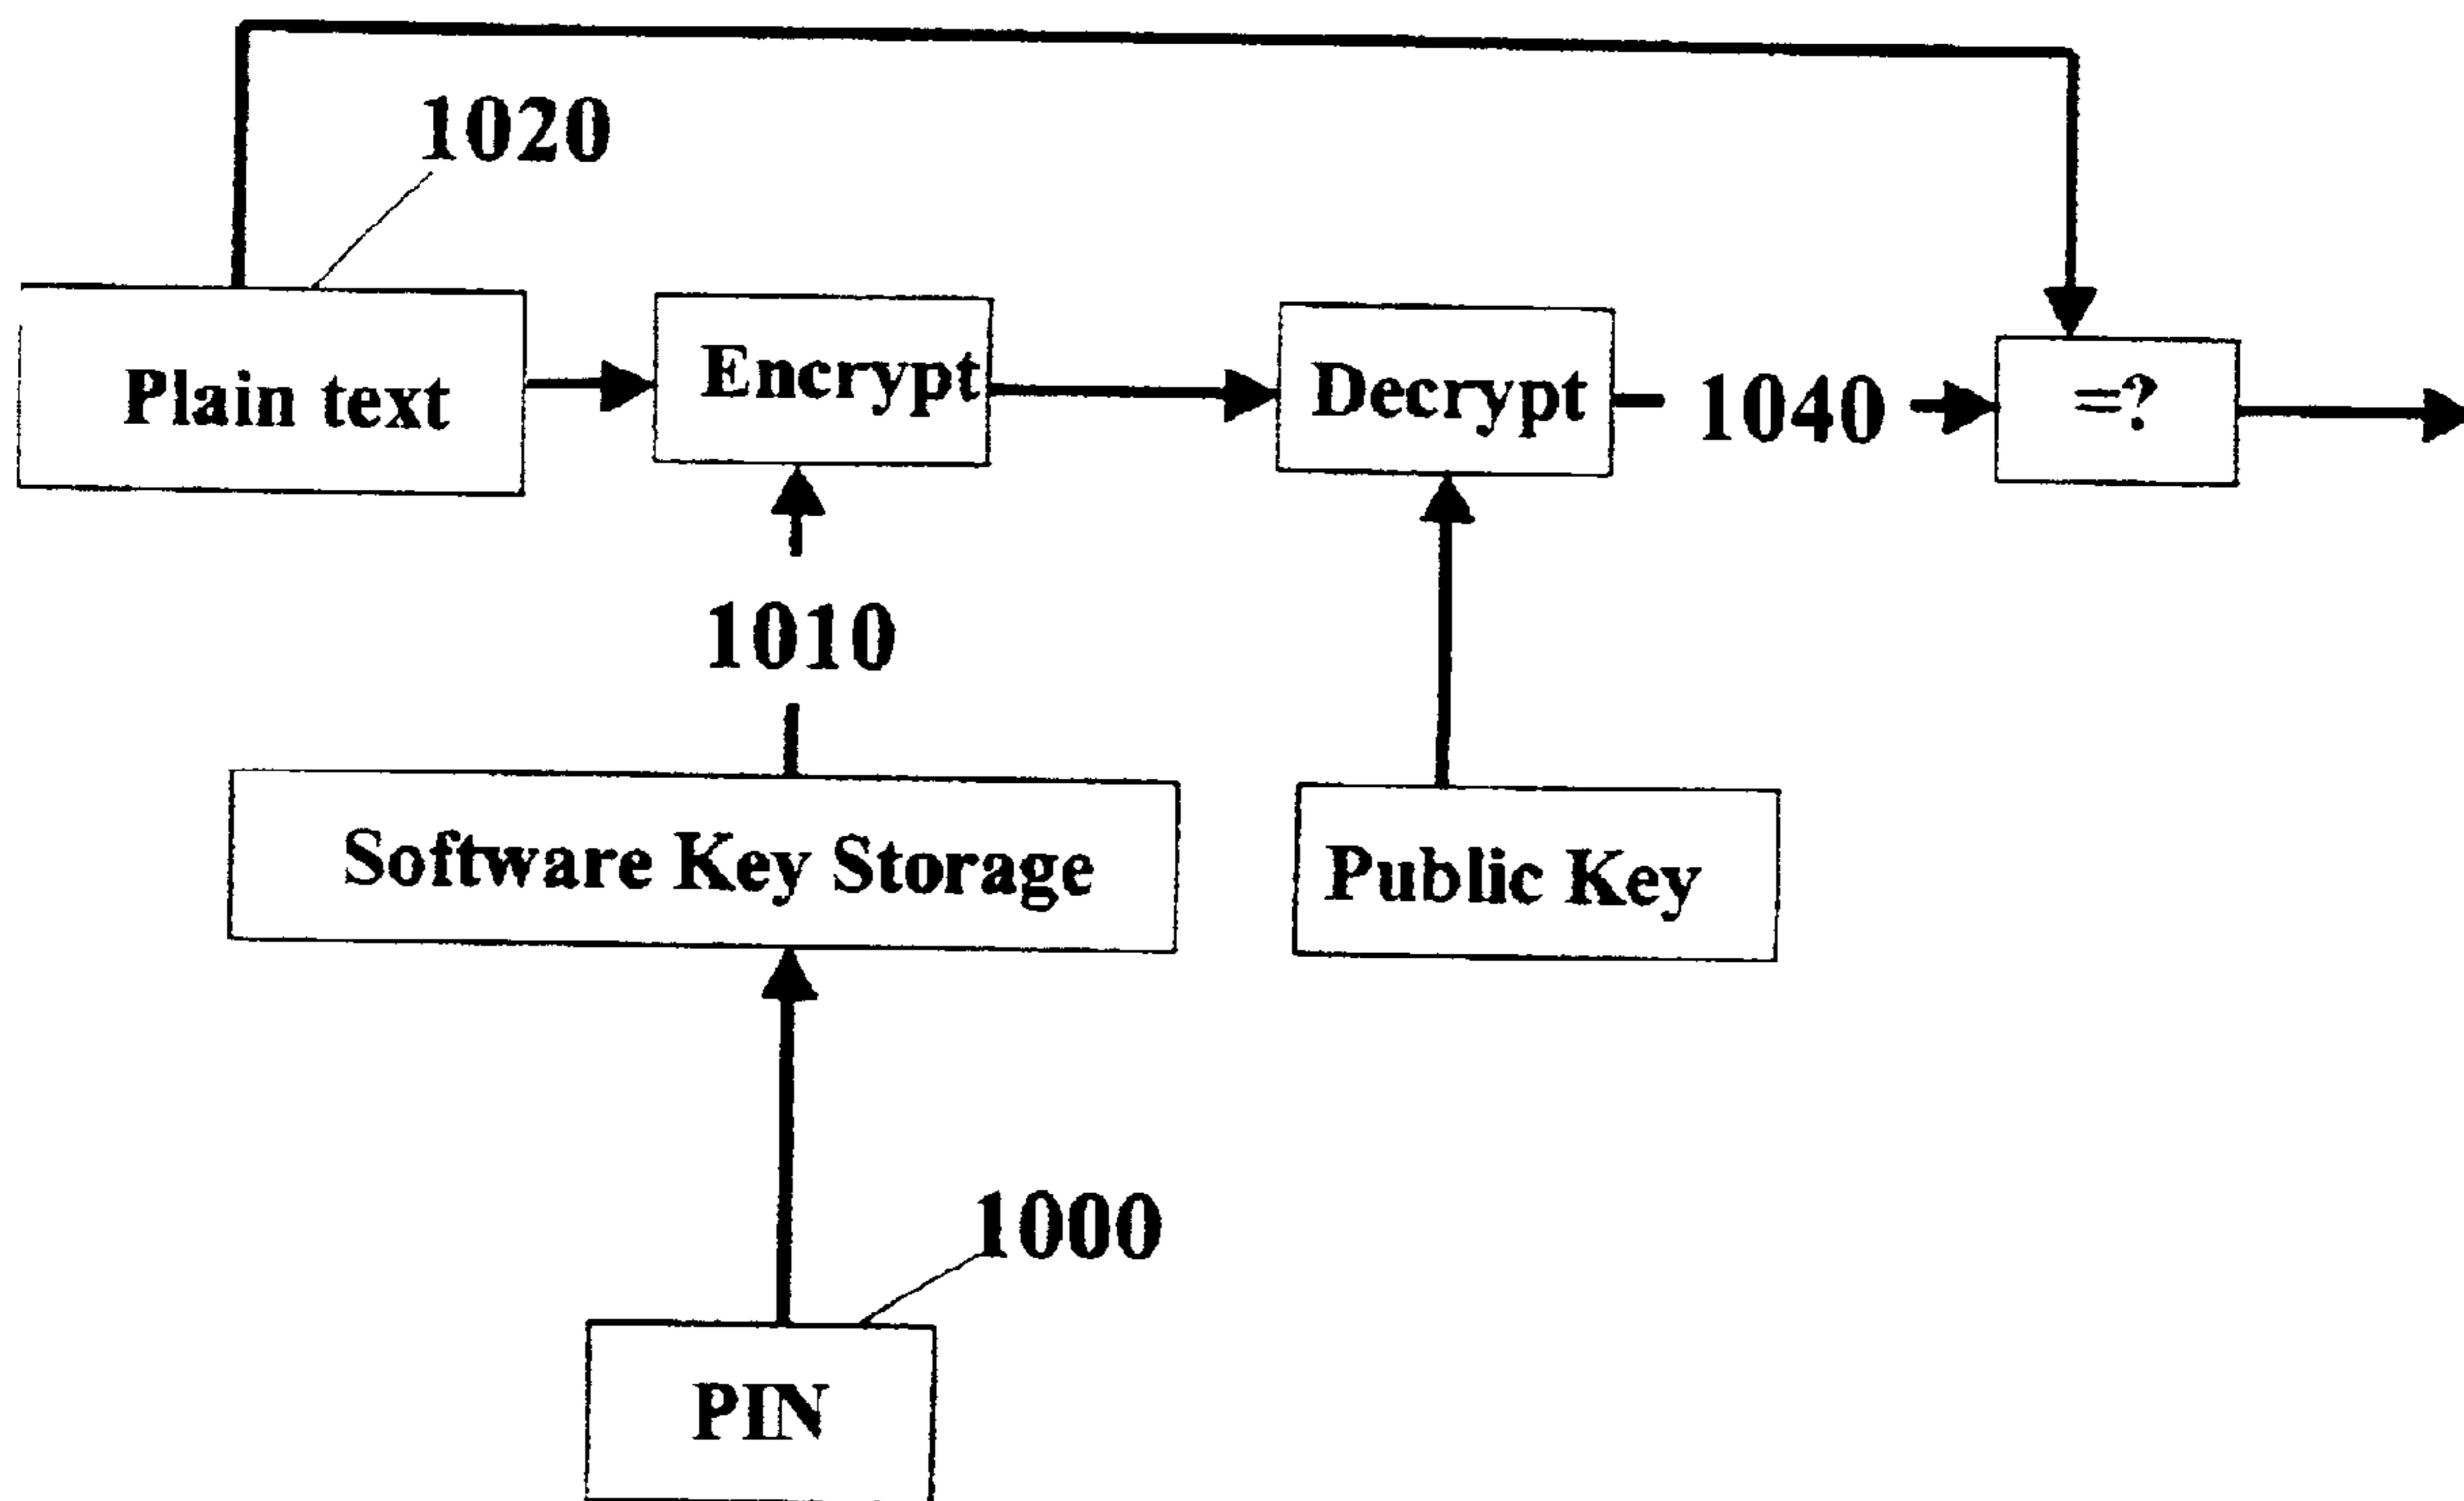 1020
Plain text
Encrypt
Decrypt
1040
=?
1010
Software Key Storage
Public Key
1000
PIN